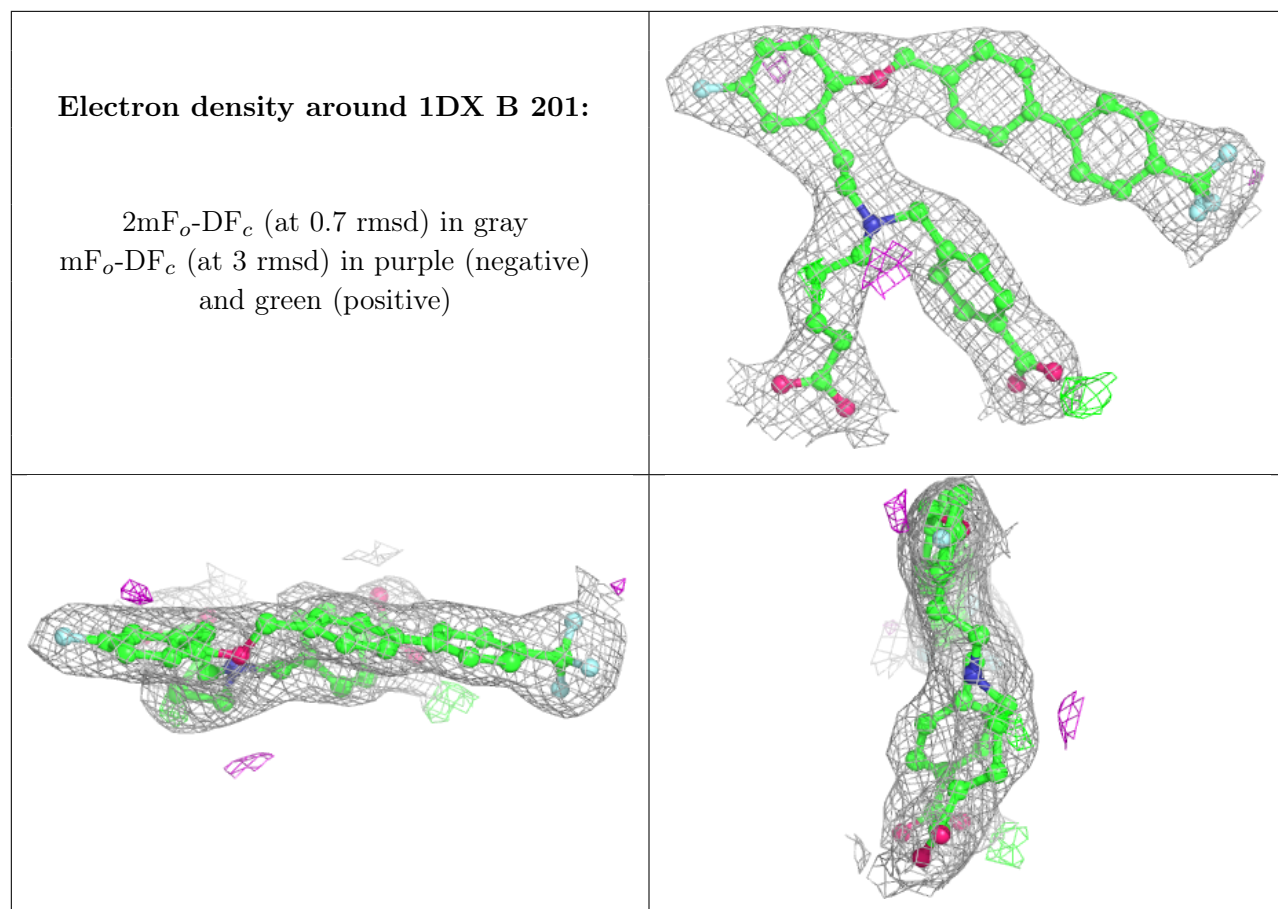 Electron density around 1DX B 201:
2mFo-DFc (at 0.7 rmsd) in gray
mFo-DFc (at 3 rmsd) in purple (negative)
and green (positive)